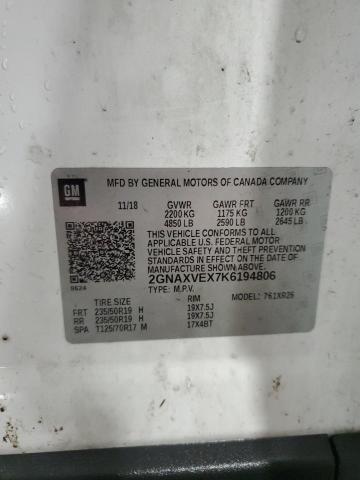 GM
MFD BY GENERAL MOTORS OF CANADA COMPANY
11/18 GVWR GAWR FRT GAWR RR
2200 KG 1175 KG 1200 KG
4850 LB 2590 LB 2645 LB
THIS VEHICLE CONFORMS TO ALL APPLICABLE
U.S. FEDERAL MOTOR VEHICLE
SAFETY AND THEFT PREVENTION STANDARDS
IN EFFECT ON THE DATE OF
MANUFACTURE SHOWN ABOVE.
2GNAXVEX7K6194806
TYPE: M.P.V. MODEL: 761XR26
8624
TIRE SIZE RIM
FRT 235/50R19 H 19X7.5J
RR 235/50R19 H 19X7.5J
SPA T125/70R17 M 17X4BT